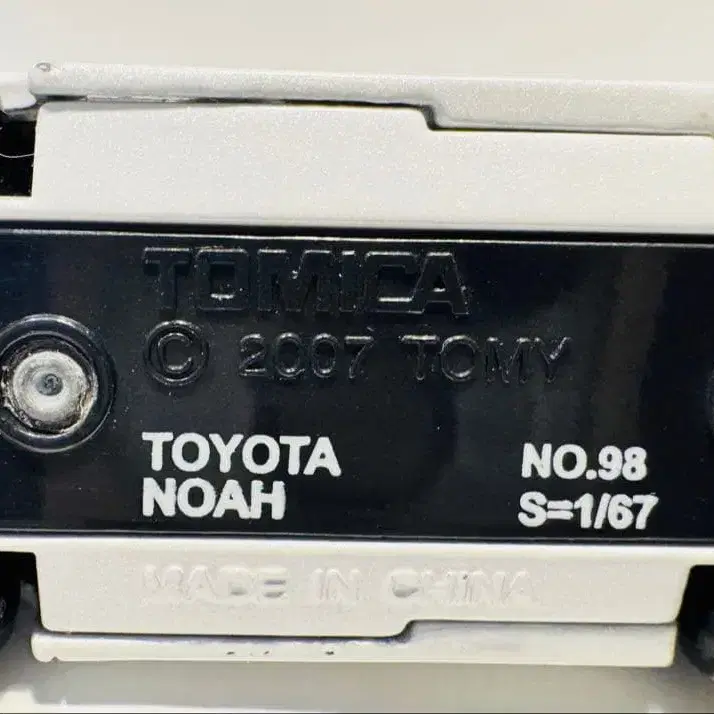 TOMICA
© 2007 TOMY
TOYOTA
NOAH
NO.98
S=1/67
MADE IN CHINA